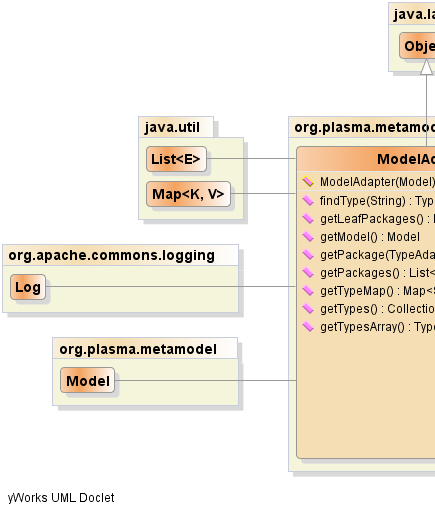 java.la
Obje
java.util
List<E>
Map<K, V>
org.plasma.metamod
ModelAd
ModelAdapter(Model)
findType(String) : Typ
getLeafPackages() : L
getModel() : Model
getPackage(TypeAda
getPackages() : List<
getTypeMap() : Map<S
getTypes() : Collection
getTypesArray() : Type
org.apache.commons.logging
Log
org.plasma.metamodel
Model
yWorks UML Doclet